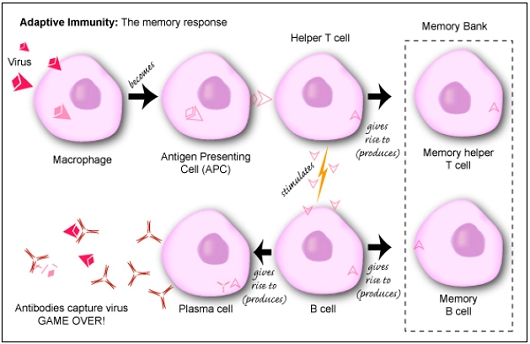 Adaptive Immunity: The memory response
Helper T cell
Memory Bank
Virus
becomes
Macrophage
Antigen Presenting
Cell (APC)
gives
rise to
(produces)
Memory helper
T cell
stimulates
Antibodies capture virus
GAME OVER!
Plasma cell
gives
rise to
(produces)
B cell
gives
rise to
(produces)
Memory
B cell